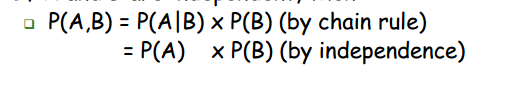 P(A,B) = P(A|B) x P(B) (by chain rule)
= P(A) x P(B) (by independence)